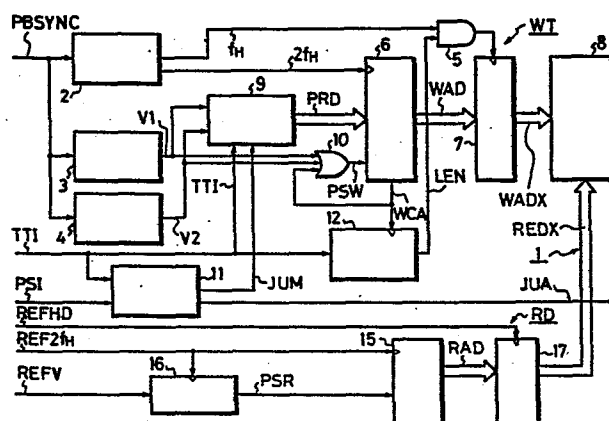 PBSYNC
fH
2fH
2
9
6
5
WT
8
V1
PRD
WAD
7
10
3
TTI
PSW
LEN
WADX
4
V2
12
WCA
REDX
TTI
1
11
JUM
JUA
PSI
REFHD
RD
REF2fH
15
17
16
RAD
REFV
PSR